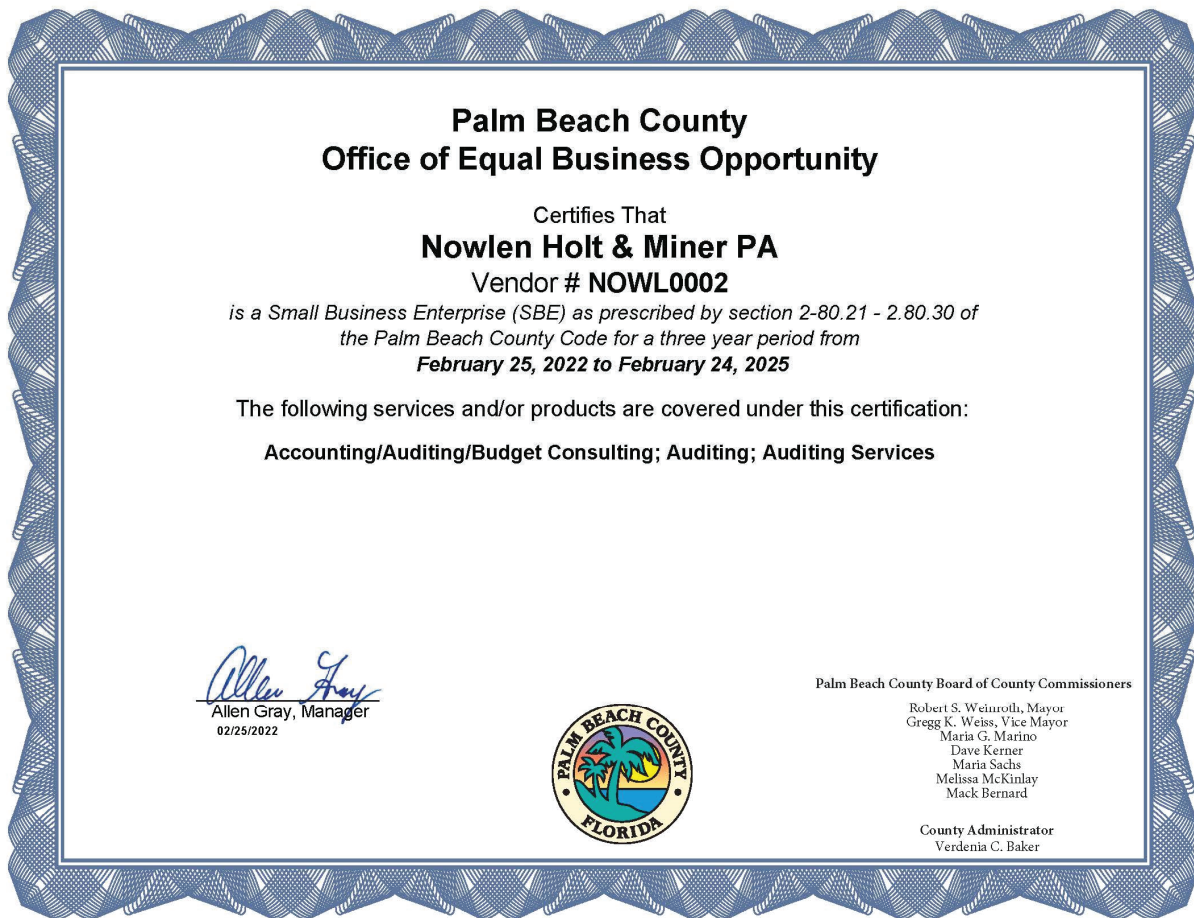 Palm Beach County
Office of Equal Business Opportunity
Certifies That
Nowlen Holt & Miner PA
Vendor # NOWL0002
is a Small Business Enterprise (SBE) as prescribed by section 2-80.21 - 2.80.30 of
the Palm Beach County Code for a three year period from
February 25, 2022 to February 24, 2025
The following services and/or products are covered under this certification:
Accounting/Auditing/Budget Consulting; Auditing; Auditing Services
Allen Gray
Allen Gray, Manager
02/25/2022
PALM BEACH COUNTY
FLORIDA
Palm Beach County Board of County Commissioners
Robert S. Weinroth, Mayor
Gregg K. Weiss, Vice Mayor
Maria G. Marino
Dave Kerner
Maria Sachs
Melissa McKinlay
Mack Bernard
County Administrator
Verdenia C. Baker